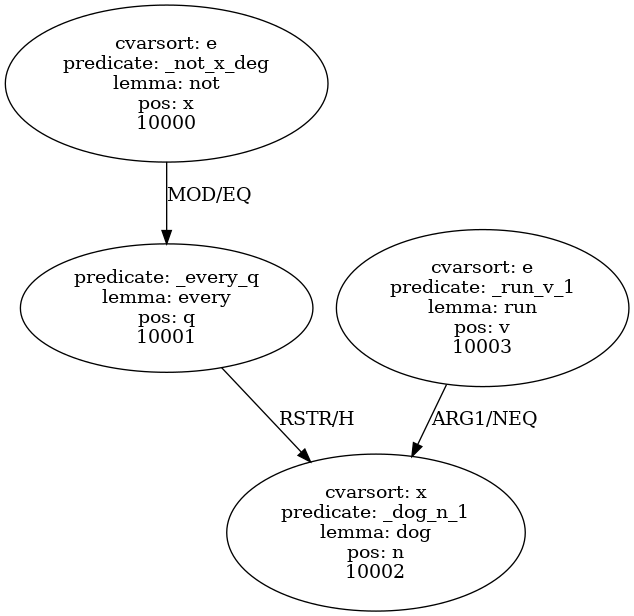 cvarsort: e
predicate: _not_x_deg
lemma: not
pos: x
10000
MOD/EQ
predicate: _every_q
lemma: every
pos: q
10001
cvarsort: e
predicate: _run_v_1
lemma: run
pos: v
10003
RSTR/H
ARG1/NEQ
cvarsort: x
predicate: _dog_n_1
lemma: dog
pos: n
10002